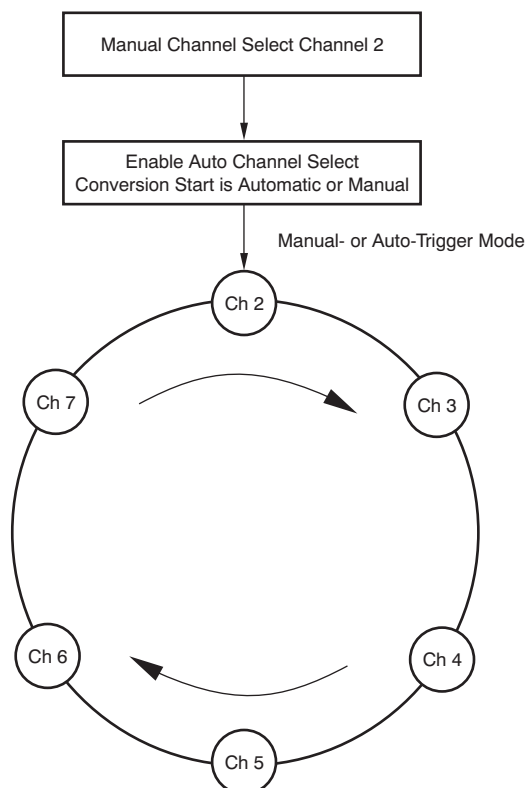 Manual Channel Select Channel 2
Enable Auto Channel Select
Conversion Start is Automatic or Manual
Manual- or Auto-Trigger Mode
Ch 2
Ch 7
Ch 3
Ch 6
Ch 4
Ch 5